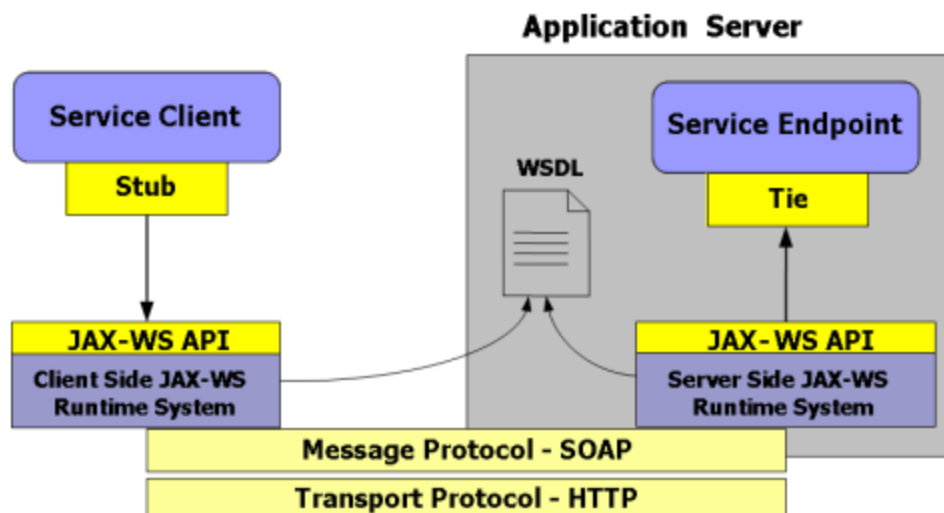 Application Server
Service Client
Stub
Service Endpoint
Tie
WSDL
JAX-WS API
Client Side JAX-WS
Runtime System
JAX-WS API
Server Side JAX-WS
Runtime System
Message Protocol - SOAP
Transport Protocol - HTTP